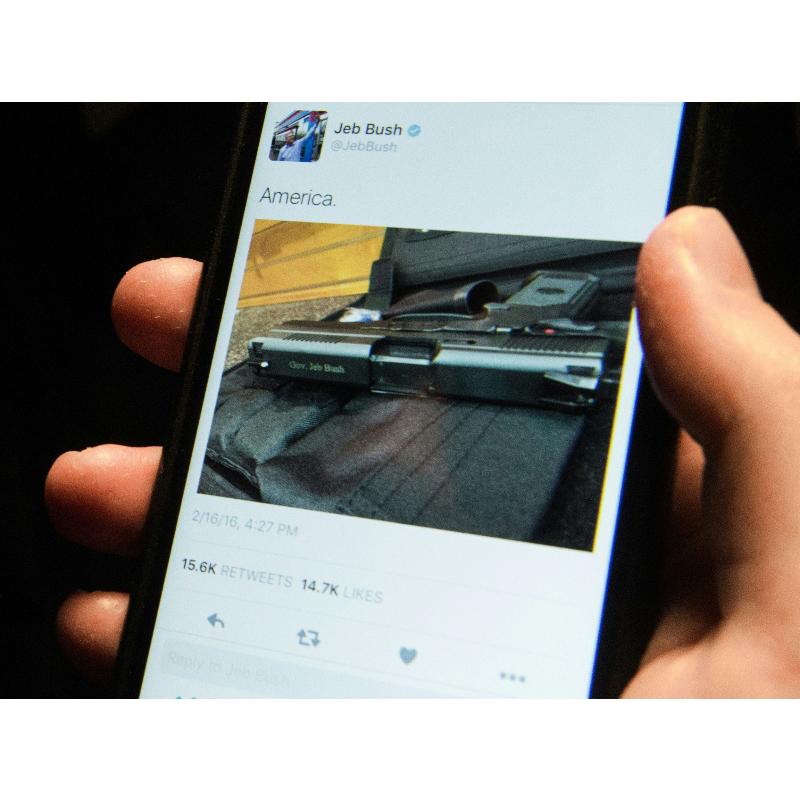 Jeb Bush
@JebBush
America.
Gov. Jeb Bush
2/16/16, 4:27 PM
15.6K RETWEETS 14.7K LIKES
Reply to Jeb Bush